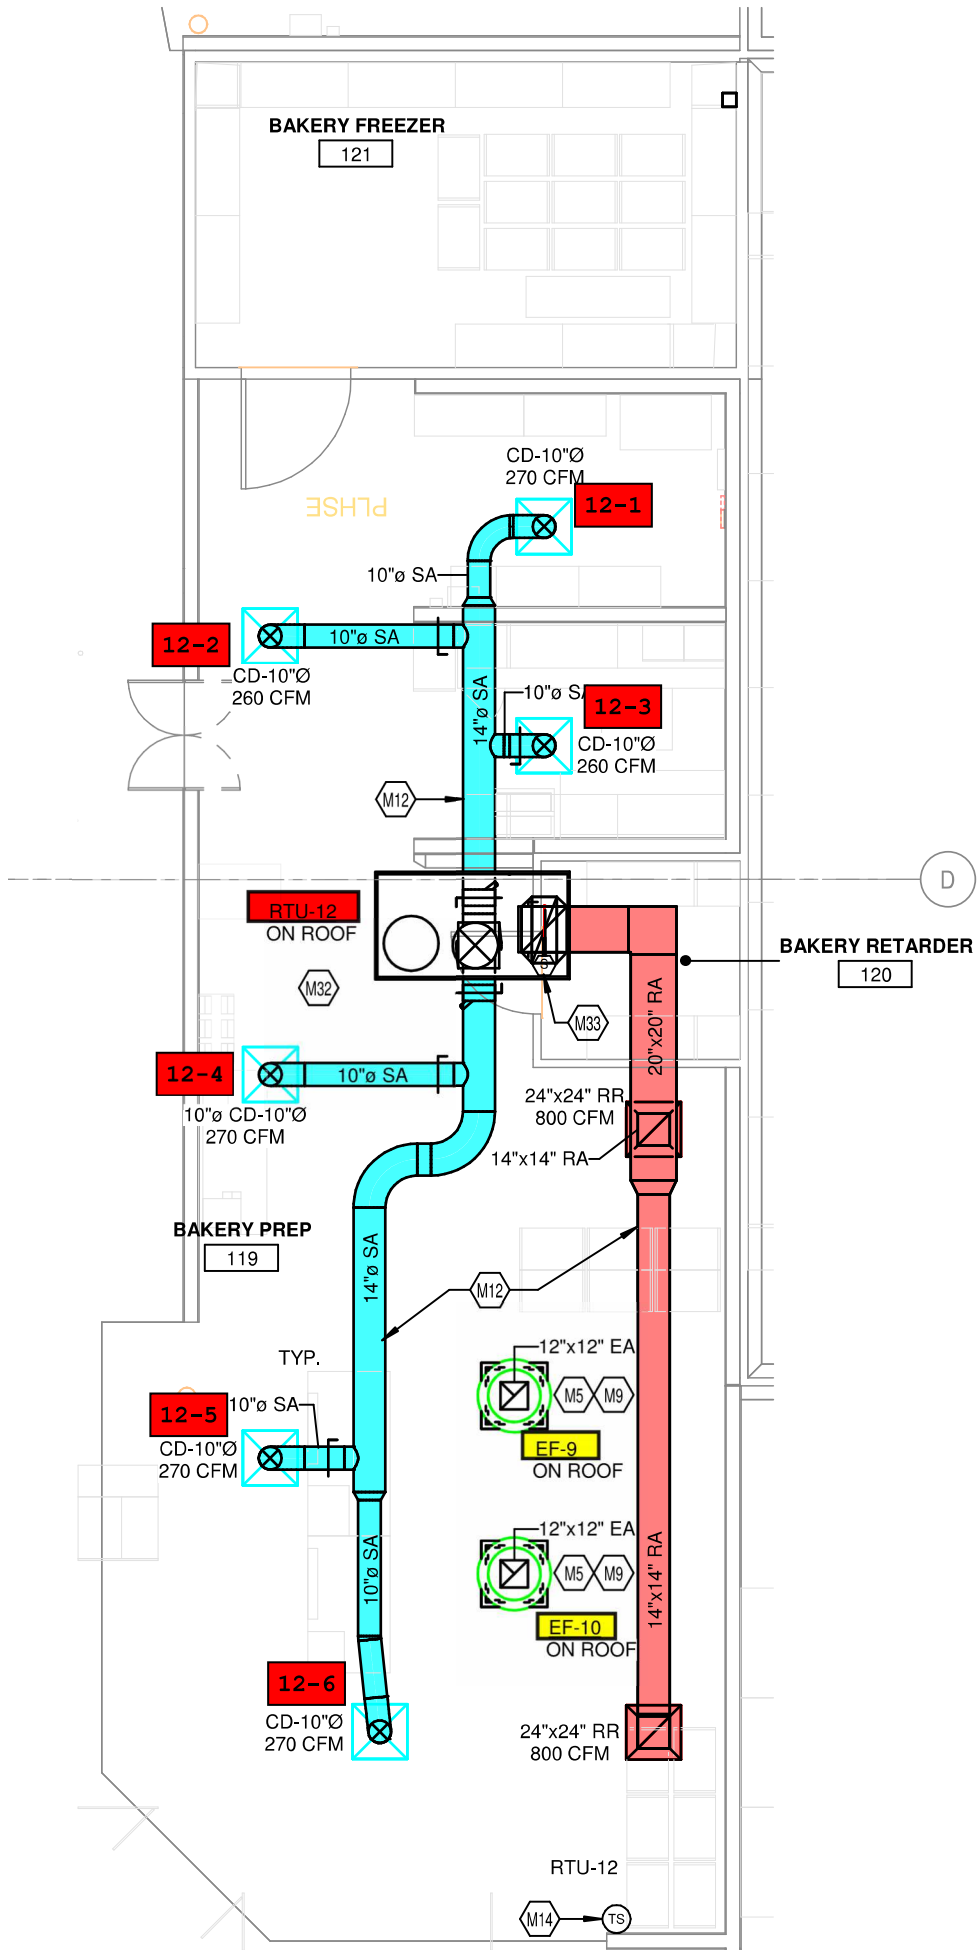 BAKERY FREEZER
121
CD-10"Ø
270 CFM
12-1
PLHSE
10"ø SA
12-2
10"ø SA
CD-10"Ø
260 CFM
14"ø SA
10"ø SA
12-3
CD-10"Ø
260 CFM
M12
D
RTU-12
ON ROOF
BAKERY RETARDER
120
S
M32
M33
20"x20" RA
12-4
10"ø SA
10"ø CD-10"Ø
270 CFM
24"x24" RR
800 CFM
14"x14" RA
BAKERY PREP
119
14"ø SA
M12
TYP.
12"x12" EA
M5
M9
12-5
10"ø SA
CD-10"Ø
270 CFM
EF-9
ON ROOF
12"x12" EA
M5
M9
10"ø SA
14"x14" RA
EF-10
ON ROOF
12-6
CD-10"Ø
270 CFM
24"x24" RR
800 CFM
RTU-12
M14
TS